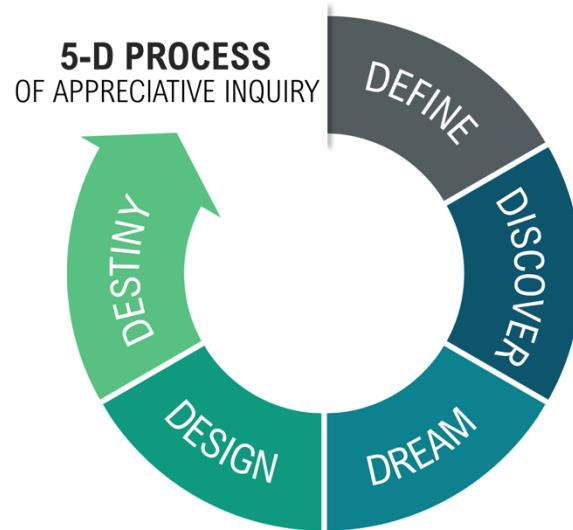 5-D PROCESS
OF APPRECIATIVE INQUIRY
DEFINE
DISCOVER
DREAM
DESIGN
DESTINY